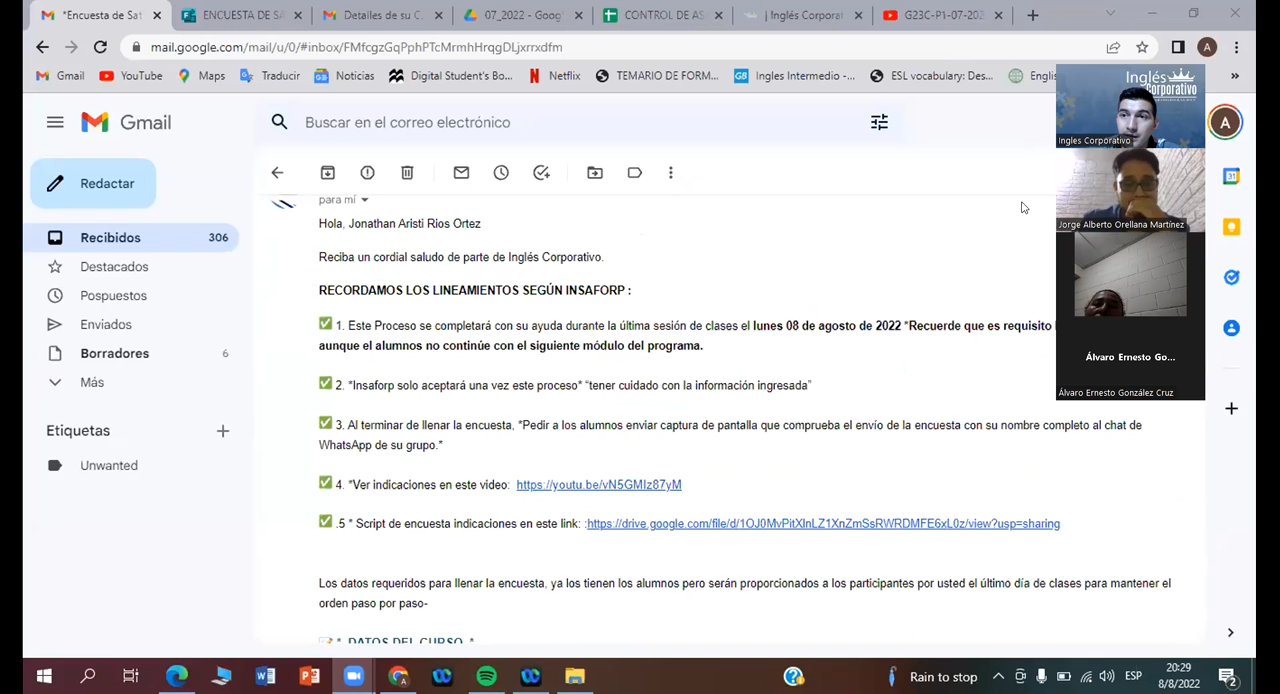 *Encuesta de Sat
ENCUESTA DE SA
Detalles de su C
07_2022 - Goog
CONTROL DE AS
| Inglés Corporat
G23C-P1-07-202
mail.google.com/mail/u/0/#inbox/FMfcgzGqPphPTcMrmhHrqgDLjxrrxdfm
A
Gmail
YouTube
Maps
Traducir
Noticias
Digital Student's Bo...
Netflix
TEMARIO DE FORM...
Ingles Intermedio -...
ESL vocabulary: Des...
Englis
»
Gmail
Buscar en el correo electrónico
A
Inglés
Corporativo
Ingles Corporativo
Redactar
Recibidos 306
Destacados
Pospuestos
Enviados
Borradores 6
Más
Etiquetas
Unwanted
para mí
Hola, Jonathan Aristi Rios Ortez
Reciba un cordial saludo de parte de Inglés Corporativo.
RECORDAMOS LOS LINEAMIENTOS SEGÚN INSAFORP :
✅ 1. Este Proceso se completará con su ayuda durante la última sesión de clases el lunes 08 de agosto de 2022 *Recuerde que es requisito
aunque el alumnos no continúe con el siguiente módulo del programa.
✅ 2. *Insaforp solo aceptará una vez este proceso* “tener cuidado con la información ingresada”
✅ 3. Al terminar de llenar la encuesta, *Pedir a los alumnos enviar captura de pantalla que comprueba el envío de la encuesta con su nombre completo al chat de
WhatsApp de su grupo.*
✅ 4. *Ver indicaciones en este video: https://youtu.be/vN5GMIz87yM
✅ .5 * Script de encuesta indicaciones en este link: :https://drive.google.com/file/d/1OJ0MvPitXInLZ1XnZmSsRWRDMFE6xL0z/view?usp=sharing
Los datos requeridos para llenar la encuesta, ya los tienen los alumnos pero serán proporcionados a los participantes por usted el último día de clases para mantener el
orden paso por paso-
📝 * DATOS DEL CURSO *
Jorge Alberto Orellana Martínez
Álvaro Ernesto Go...
Álvaro Ernesto González Cruz
Rain to stop
ESP
20:29
8/8/2022
2